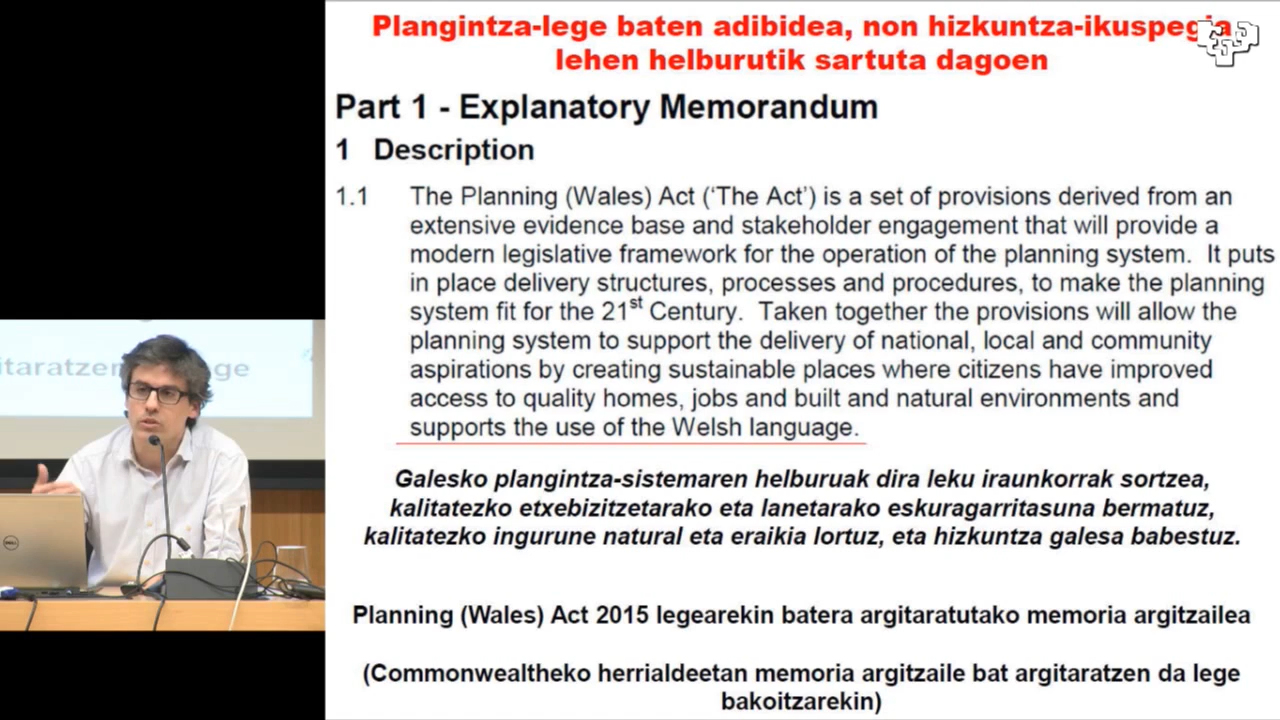 Plangintza-lege baten adibidea, non hizkuntza-ikuspegia
lehen helburutik sartuta dagoen
Part 1 - Explanatory Memorandum
1 Description
1.1 The Planning (Wales) Act (‘The Act’) is a set of provisions derived from an
extensive evidence base and stakeholder engagement that will provide a
modern legislative framework for the operation of the planning system. It puts
in place delivery structures, processes and procedures, to make the planning
system fit for the 21st Century. Taken together the provisions will allow the
planning system to support the delivery of national, local and community
aspirations by creating sustainable places where citizens have improved
access to quality homes, jobs and built and natural environments and
supports the use of the Welsh language.
Galesko plangintza-sistemaren helburuak dira leku iraunkorrak sortzea,
kalitatezko etxebizitzetarako eta lanetarako eskuragarritasuna bermatuz,
kalitatezko ingurune natural eta eraikia lortuz, eta hizkuntza galesa babestuz.
Planning (Wales) Act 2015 legearekin batera argitaratutako memoria argitzailea
(Commonwealtheko herrialdeetan memoria argitzaile bat argitaratzen da lege
bakoitzarekin)
DELL